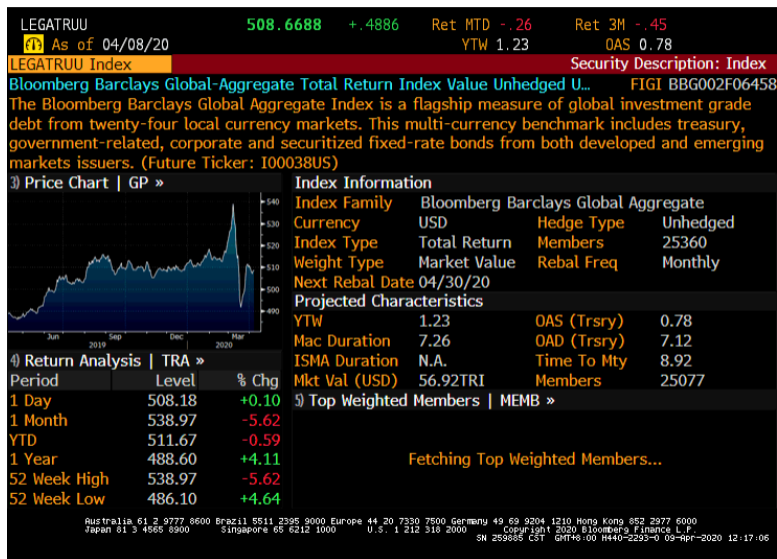 LEGATRUU 508.6688 +.4886 Ret MTD -.26 Ret 3M -.45
As of 04/08/20 YTW 1.23 OAS 0.78
LEGATRUU Index Security Description: Index
Bloomberg Barclays Global-Aggregate Total Return Index Value Unhedged U... FIGI BBG002F06458
The Bloomberg Barclays Global Aggregate Index is a flagship measure of global investment grade
debt from twenty-four local currency markets. This multi-currency benchmark includes treasury,
government-related, corporate and securitized fixed-rate bonds from both developed and emerging
markets issuers. (Future Ticker: I00038US)
3) Price Chart | GP »
540
530
520
510
500
490
Jun Sep Dec Mar
2019 2020
Index Information
Index Family Bloomberg Barclays Global Aggregate
Currency USD Hedge Type Unhedged
Index Type Total Return Members 25360
Weight Type Market Value Rebal Freq Monthly
Next Rebal Date 04/30/20
Projected Characteristics
YTW 1.23 OAS (Trsry) 0.78
Mac Duration 7.26 OAD (Trsry) 7.12
ISMA Duration N.A. Time To Mty 8.92
Mkt Val (USD) 56.92TRI Members 25077
4) Return Analysis | TRA »
Period Level % Chg
1 Day 508.18 +0.10
1 Month 538.97 -5.62
YTD 511.67 -0.59
1 Year 488.60 +4.11
52 Week High 538.97 -5.62
52 Week Low 486.10 +4.64
5) Top Weighted Members | MEMB »
Fetching Top Weighted Members...
Australia 61 2 9777 8600 Brazil 5511 2395 9000 Europe 44 20 7330 7500 Germany 49 69 9204 1210 Hong Kong 852 2977 6000
Japan 81 3 4565 8900 Singapore 65 6212 1000 U.S. 1 212 318 2000 Copyright 2020 Bloomberg Finance L.P.
SN 259885 CST GMT+8:00 H440-2293-0 09-Apr-2020 12:17:06